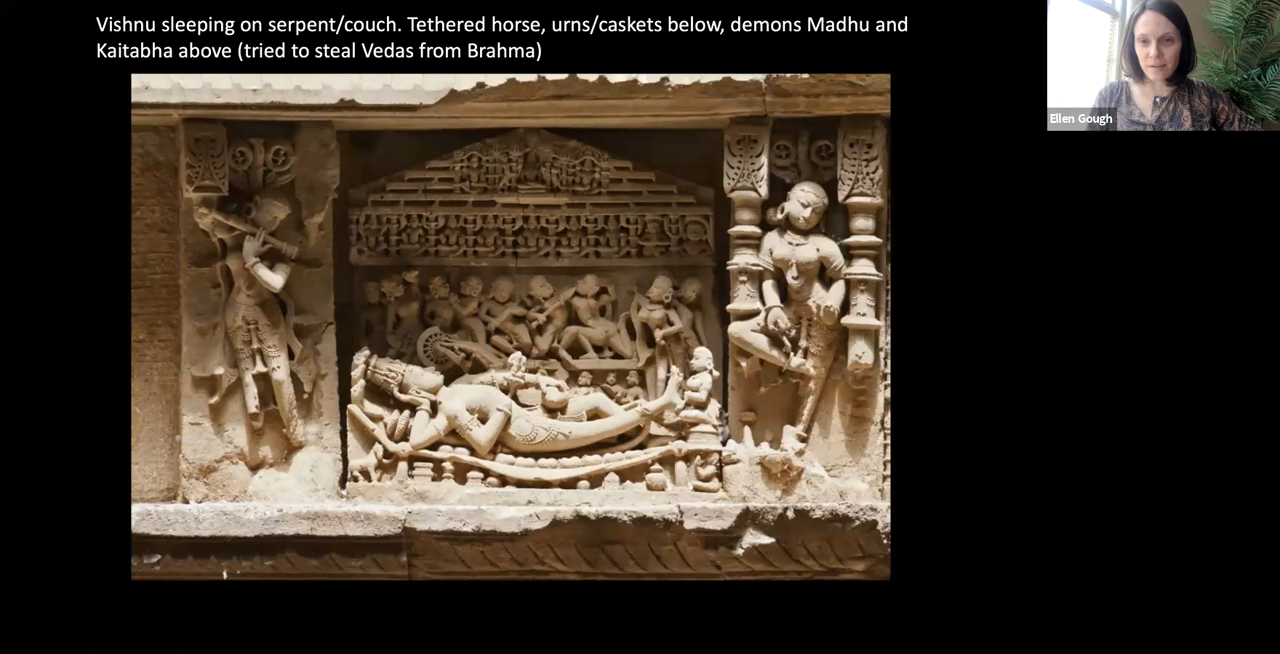 Vishnu sleeping on serpent/couch. Tethered horse, urns/caskets below, demons Madhu and
Kaitabha above (tried to steal Vedas from Brahma)
Ellen Gough